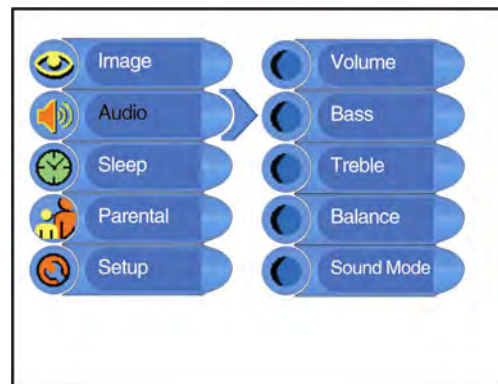 Image
Audio
Sleep
Parental
Setup
Volume
Bass
Treble
Balance
Sound Mode